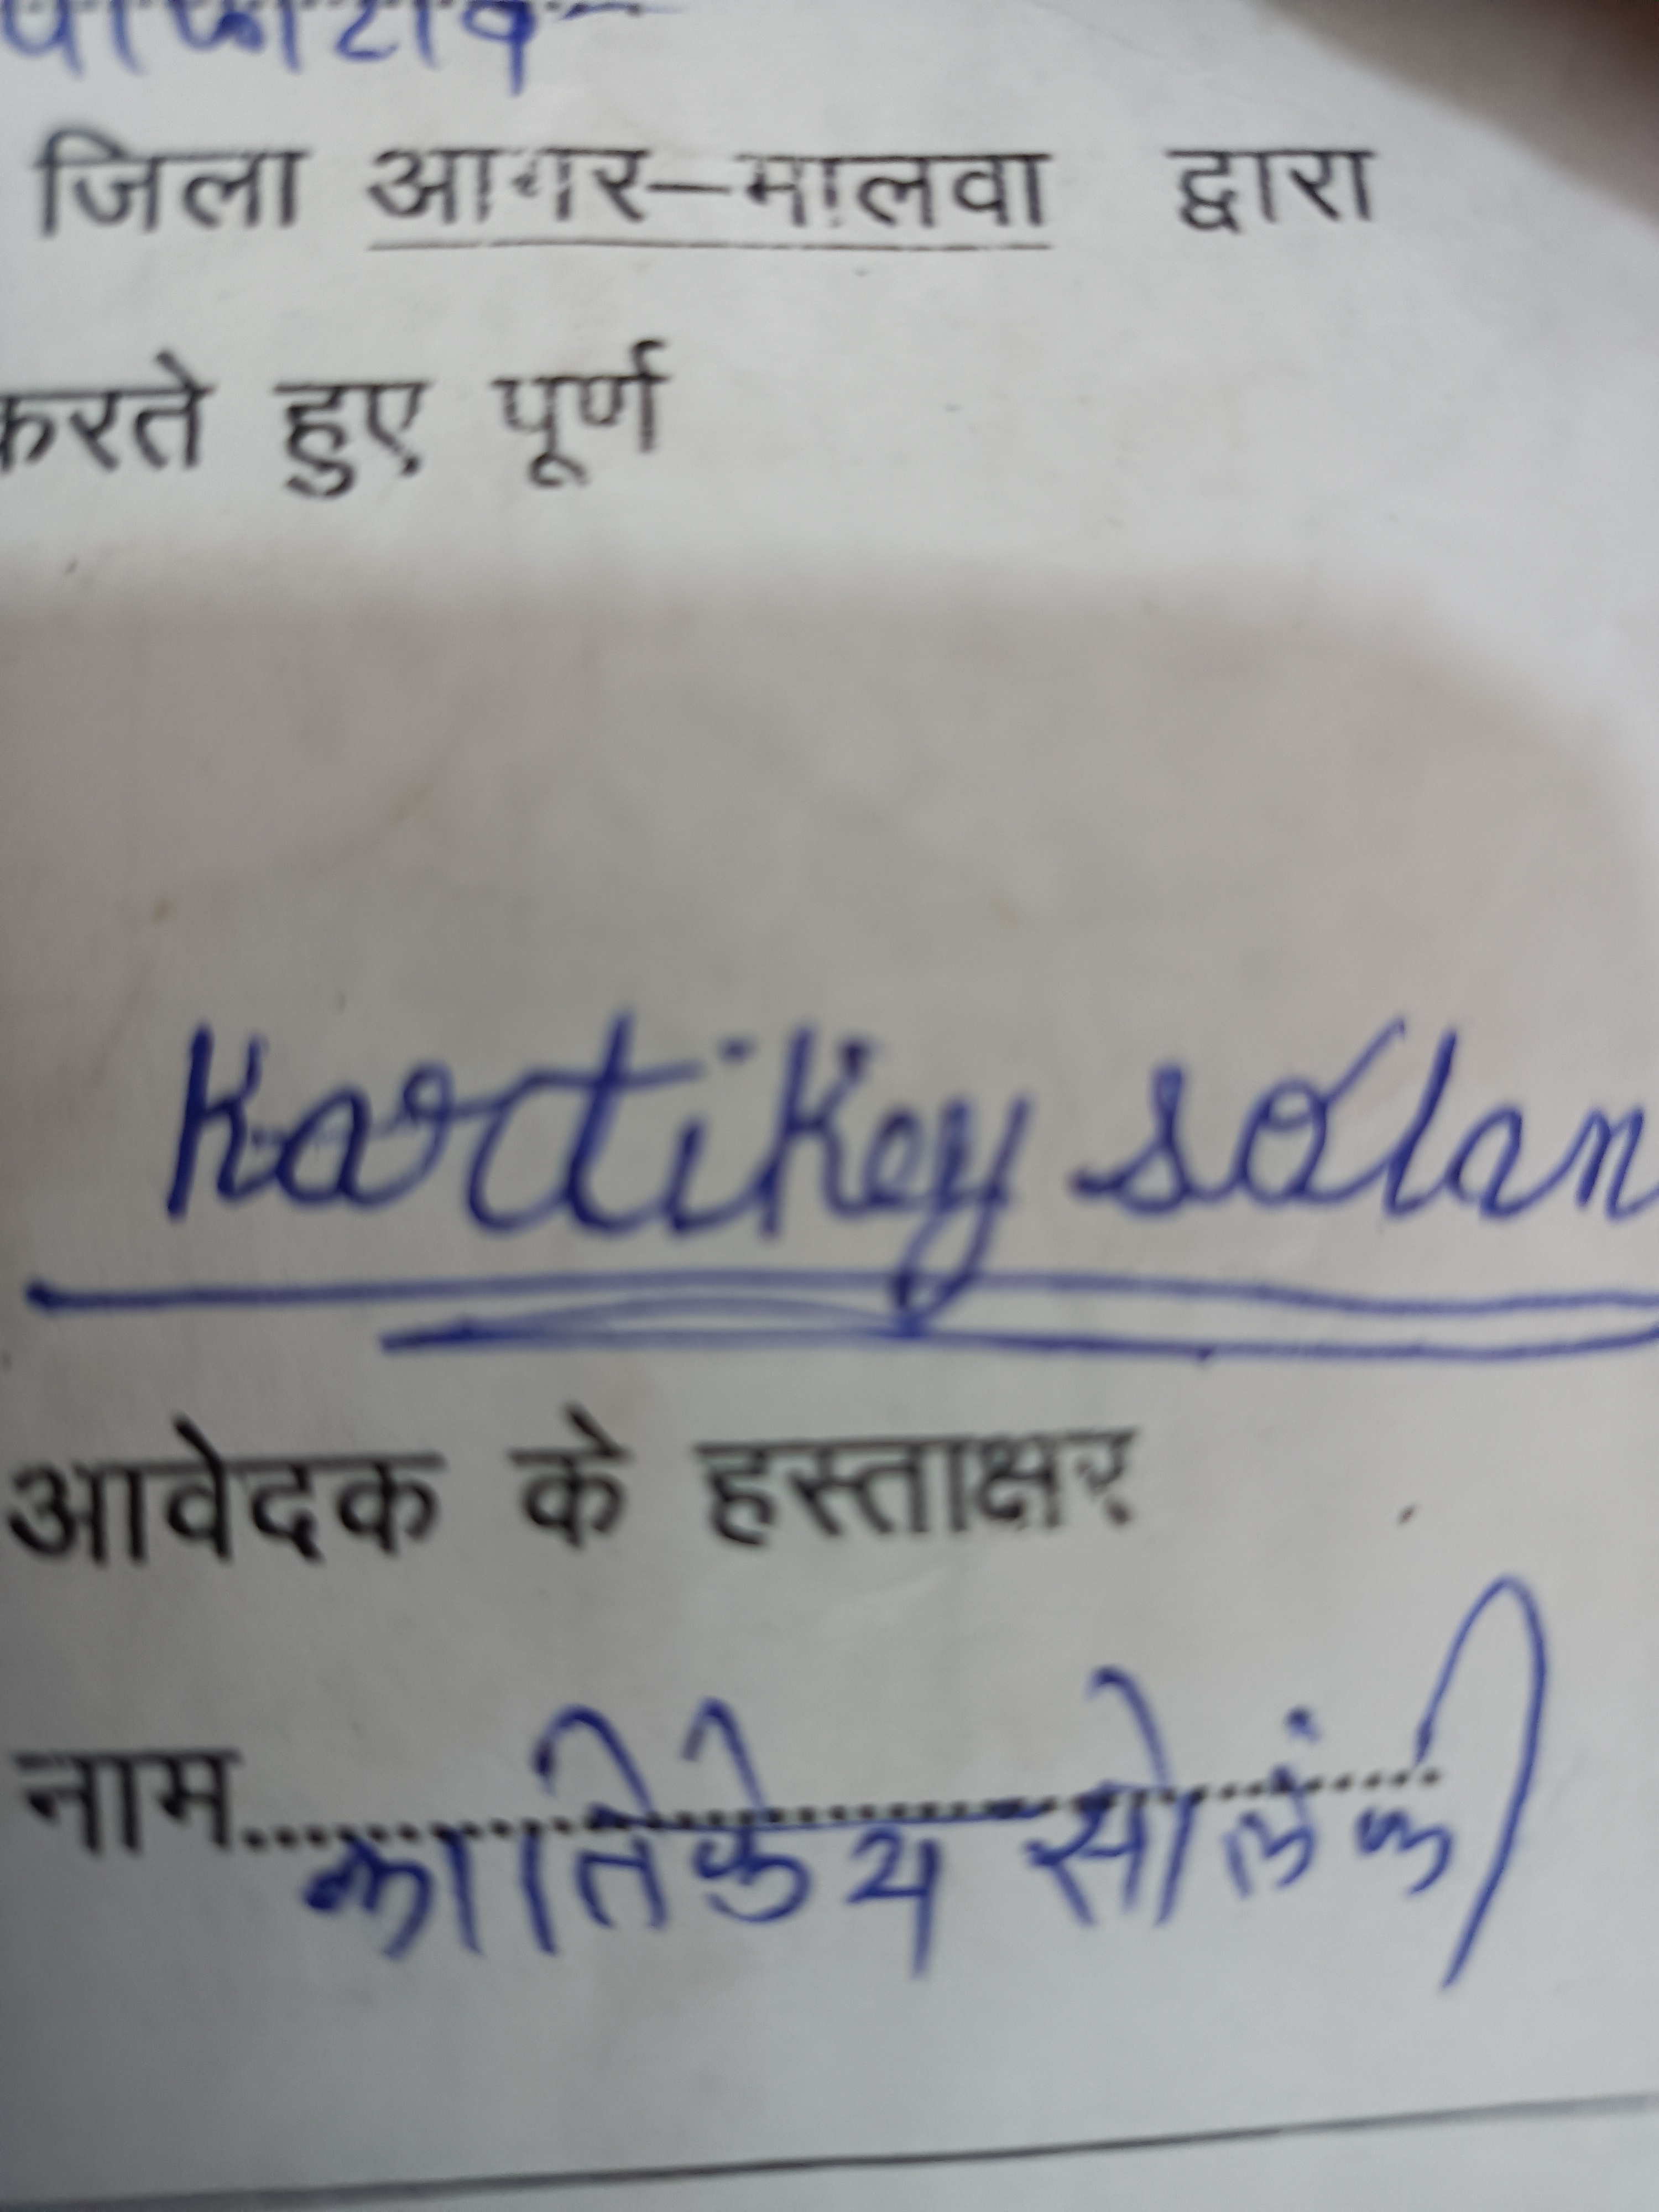 जिला आगर-मालवा द्वारा
करते हुए पूर्ण
Kartikey solan
आवेदक के हस्ताक्षर
नाम.......कार्तिकेय सोलंकी